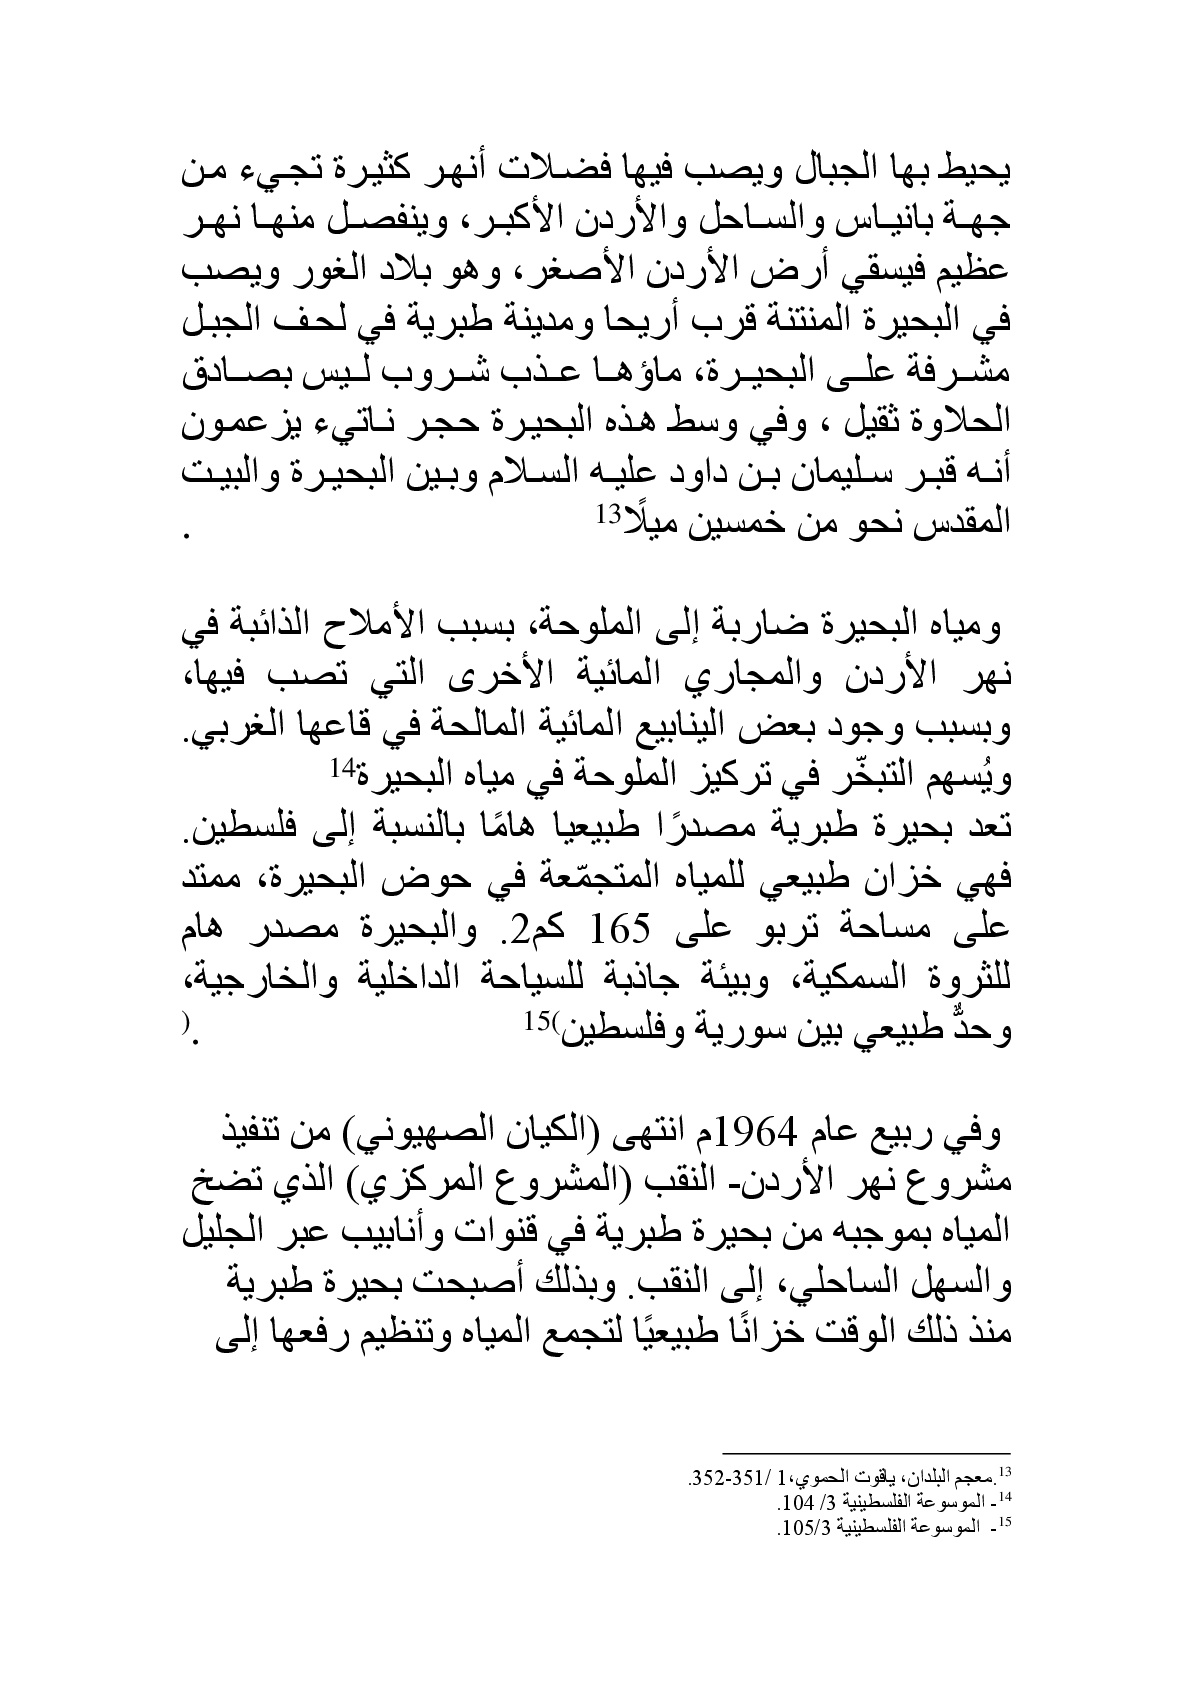 يحيط بها الجبال ويصب فيها فضلات أنهر كثيرة تجيء من
جهة بانياس والساحل والأردن الأكبر، وينفصل منها نهر
عظيم فيسقي أرض الأردن الأصغر، وهو بلاد الغور ويصب
في البحيرة المنتنة قرب أريحا ومدينة طبرية في لحف الجبل
مشرفة على البحيرة، ماؤها عذب شروب ليس بصادق
الحلاوة ثقيل ، وفي وسط هذه البحيرة حجر ناتيء يزعمون
أنه قبر سليمان بن داود عليه السلام وبين البحيرة والبيت
المقدس نحو من خمسين ميلًا13 .
ومياه البحيرة ضاربة إلى الملوحة، بسبب الأملاح الذائبة في
نهر الأردن والمجاري المائية الأخرى التي تصب فيها،
وبسبب وجود بعض الينابيع المائية المالحة في قاعها الغربي.
ويُسهم التبخّر في تركيز الملوحة في مياه البحيرة14
تعد بحيرة طبرية مصدرًا طبيعيا هامًا بالنسبة إلى فلسطين.
فهي خزان طبيعي للمياه المتجمّعة في حوض البحيرة، ممتد
على مساحة تربو على 165 كم2. والبحيرة مصدر هام
للثروة السمكية، وبيئة جاذبة للسياحة الداخلية والخارجية،
وحدٌّ طبيعي بين سورية وفلسطين(15 .)
وفي ربيع عام 1964م انتهى (الكيان الصهيوني) من تنفيذ
مشروع نهر الأردن- النقب (المشروع المركزي) الذي تضخ
المياه بموجبه من بحيرة طبرية في قنوات وأنابيب عبر الجليل
والسهل الساحلي، إلى النقب. وبذلك أصبحت بحيرة طبرية
منذ ذلك الوقت خزانًا طبيعيًا لتجمع المياه وتنظيم رفعها إلى
13.معجم البلدان، ياقوت الحموي،1 /351-352.
14- الموسوعة الفلسطينية 3/ 104.
15- الموسوعة الفلسطينية 105/3.